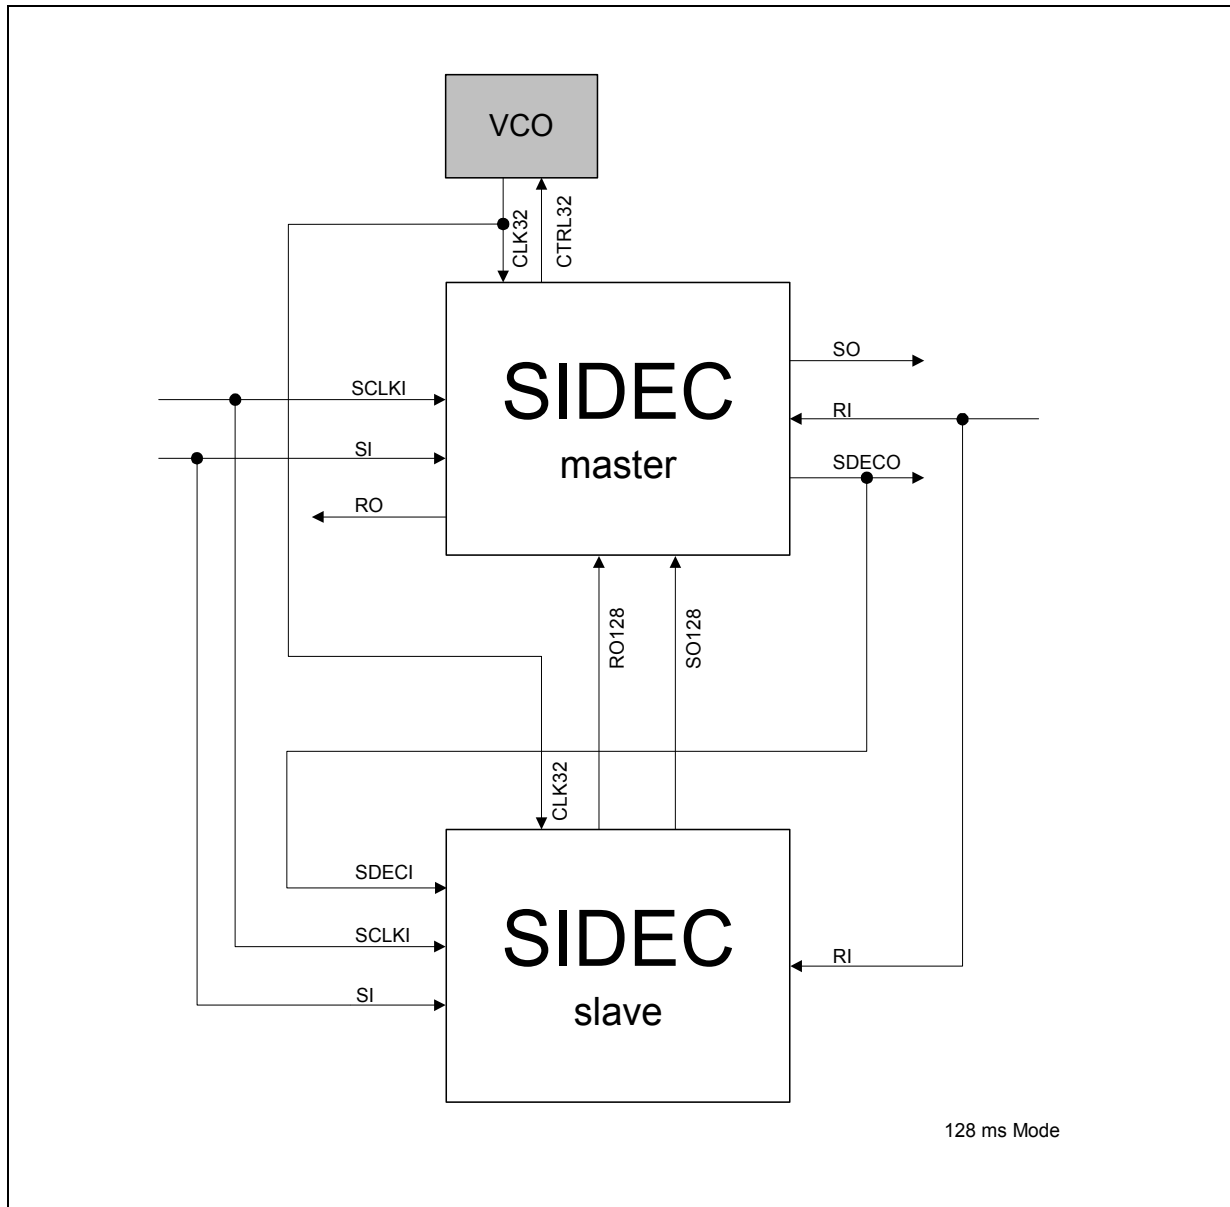 VCO
CLK32
CTRL32
SIDEC
master
SCLKI
SI
RO
SO
RI
SDECO
RO128
SO128
CLK32
SDECI
SCLKI
SI
SIDEC
slave
RI
128 ms Mode